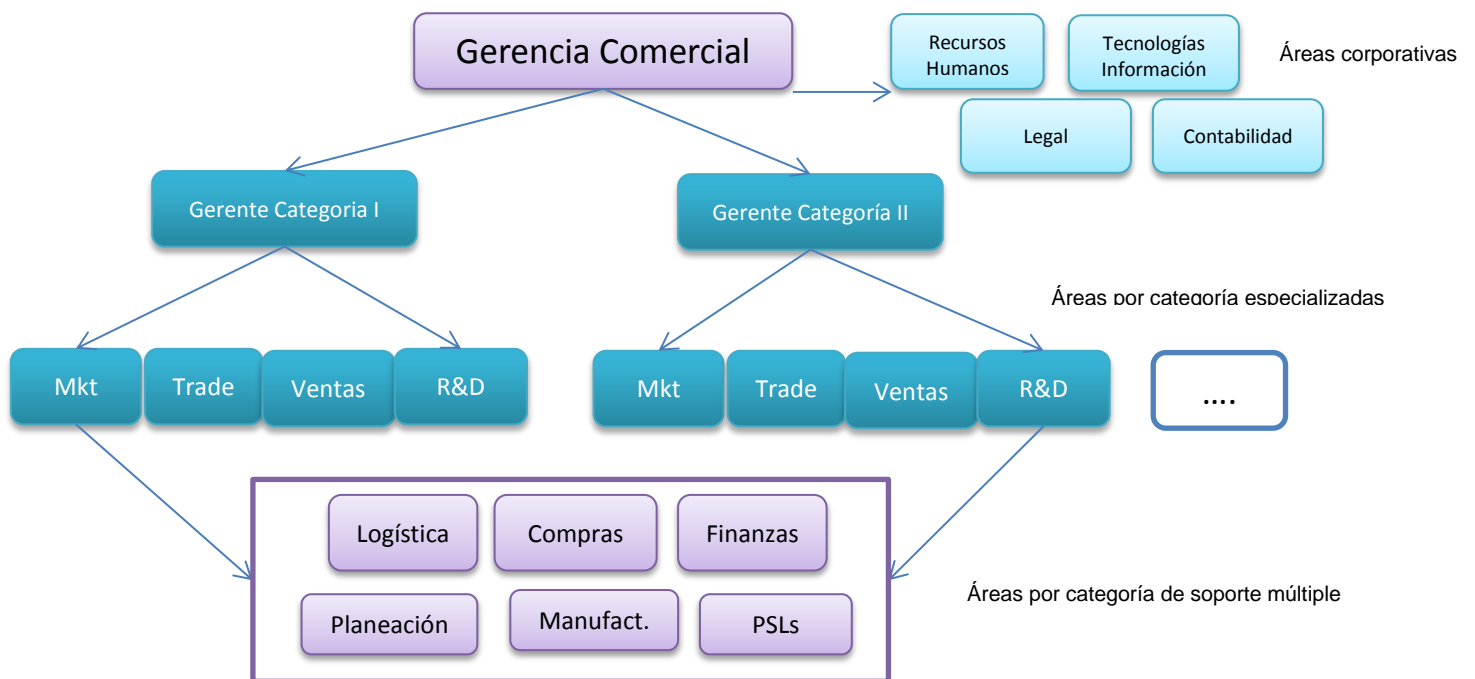 Gerencia Comercial
Recursos
Humanos
Tecnologías
Información
Áreas corporativas
Legal
Contabilidad
Gerente Categoria I
Gerente Categoría II
Áreas por categoría especializadas
Mkt
Trade
Ventas
R&D
Mkt
Trade
Ventas
R&D
....
Logística
Compras
Finanzas
Planeación
Manufact.
PSLs
Áreas por categoría de soporte múltiple